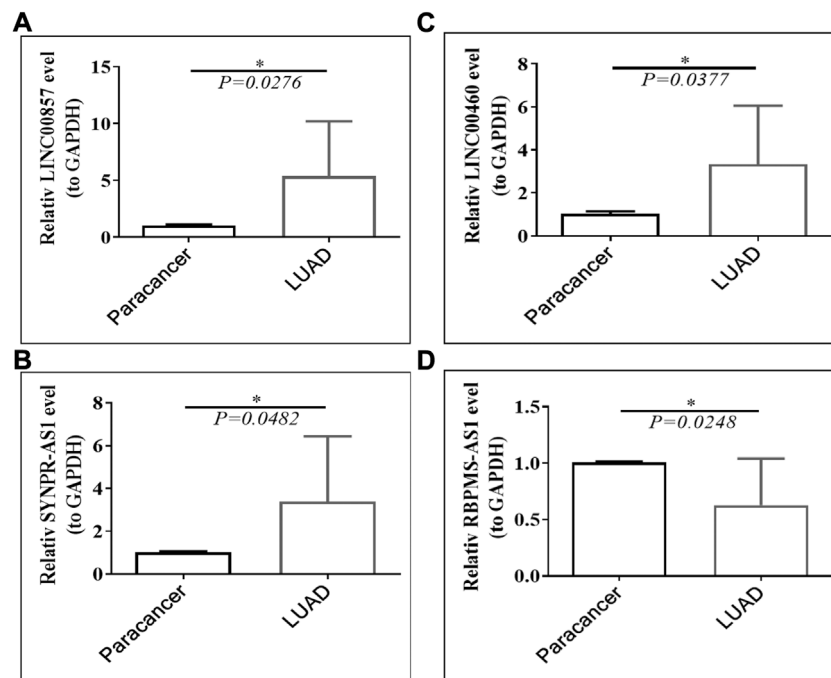 A
Relativ LINC00857 evel
(to GAPDH)
15
10
5
0
*
P=0.0276
Paracancer
LUAD
B
Relativ SYNPR-AS1 evel
(to GAPDH)
8
6
4
2
0
*
P=0.0482
Paracancer
LUAD
C
Relativ LINC00460 evel
(to GAPDH)
8
6
4
2
0
*
P=0.0377
Paracancer
LUAD
D
Relativ RBPMS-AS1 evel
(to GAPDH)
1.5
1.0
0.5
0.0
*
P=0.0248
Paracancer
LUAD